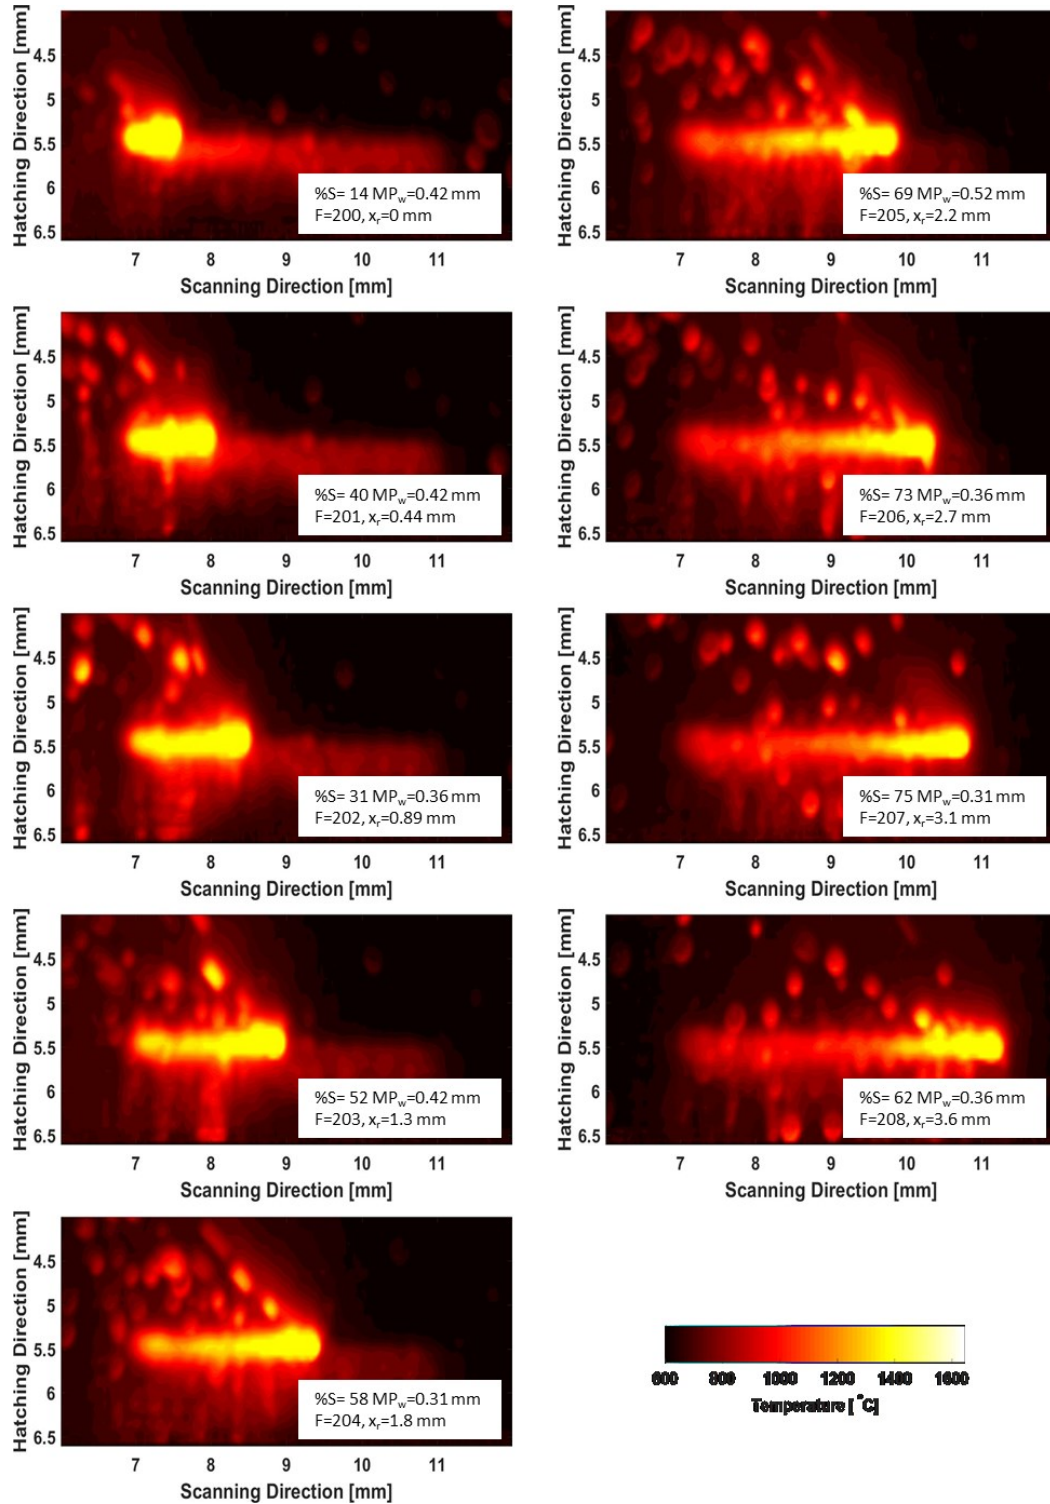 Hatching Direction [mm]
4.5
5
5.5
6
6.5
%S= 14 MPw=0.42 mm
F=200, xr=0 mm
7 8 9 10 11
Scanning Direction [mm]
Hatching Direction [mm]
4.5
5
5.5
6
6.5
%S= 69 MPw=0.52 mm
F=205, xr=2.2 mm
7 8 9 10 11
Scanning Direction [mm]
Hatching Direction [mm]
4.5
5
5.5
6
6.5
%S= 40 MPw=0.42 mm
F=201, xr=0.44 mm
7 8 9 10 11
Scanning Direction [mm]
Hatching Direction [mm]
4.5
5
5.5
6
6.5
%S= 73 MPw=0.36 mm
F=206, xr=2.7 mm
7 8 9 10 11
Scanning Direction [mm]
Hatching Direction [mm]
4.5
5
5.5
6
6.5
%S= 31 MPw=0.36 mm
F=202, xr=0.89 mm
7 8 9 10 11
Scanning Direction [mm]
Hatching Direction [mm]
4.5
5
5.5
6
6.5
%S= 75 MPw=0.31 mm
F=207, xr=3.1 mm
7 8 9 10 11
Scanning Direction [mm]
Hatching Direction [mm]
4.5
5
5.5
6
6.5
%S= 52 MPw=0.42 mm
F=203, xr=1.3 mm
7 8 9 10 11
Scanning Direction [mm]
Hatching Direction [mm]
4.5
5
5.5
6
6.5
%S= 62 MPw=0.36 mm
F=208, xr=3.6 mm
7 8 9 10 11
Scanning Direction [mm]
Hatching Direction [mm]
4.5
5
5.5
6
6.5
%S= 58 MPw=0.31 mm
F=204, xr=1.8 mm
7 8 9 10 11
Scanning Direction [mm]
600 800 1000 1200 1400 1600
Temperature [°C]